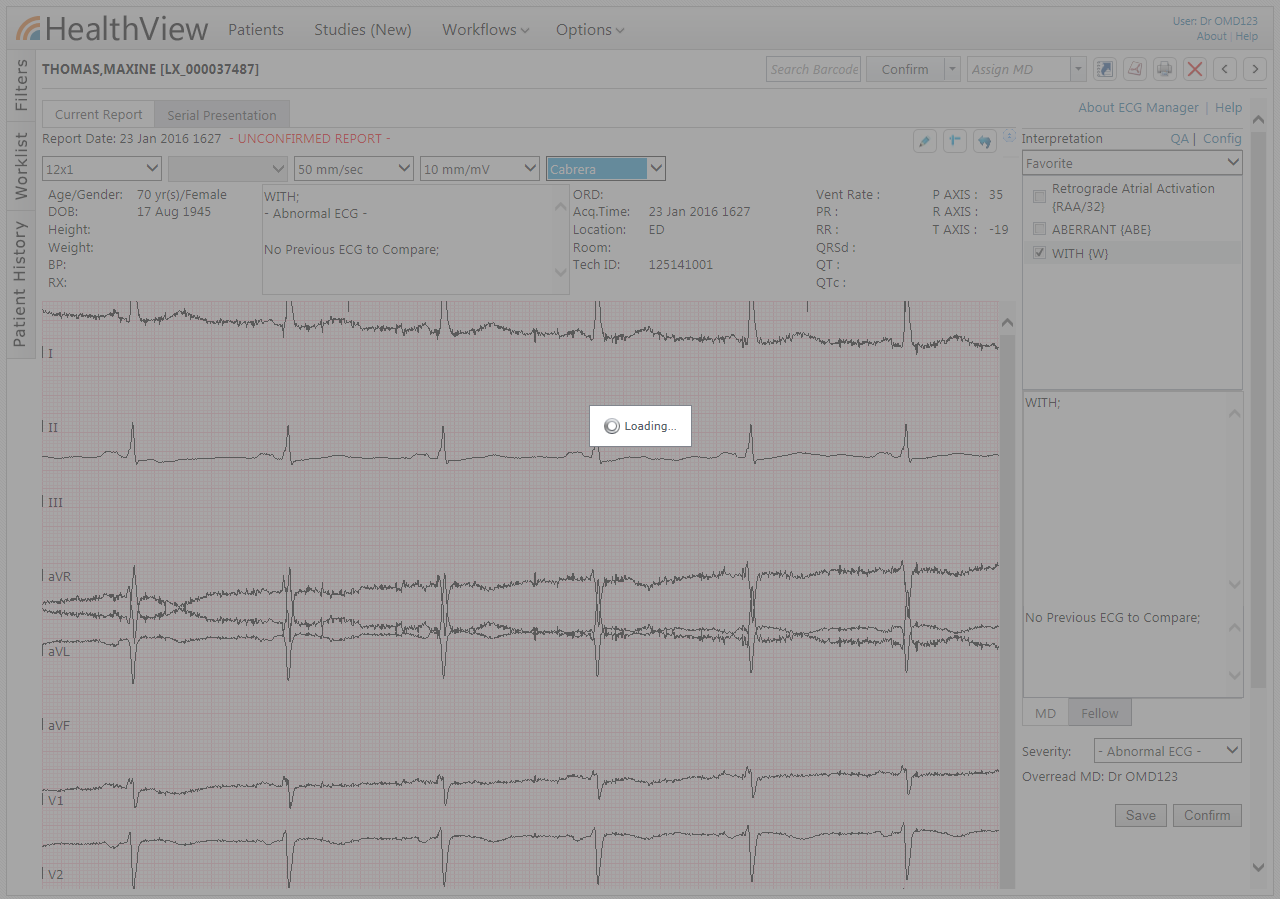 HealthView Patients Studies (New) Workflows Options
User: Dr OMD123
About | Help
Filters
Worklist
Patient History
THOMAS,MAXINE [LX_000037487]
Search Barcode Confirm Assign MD
Current Report Serial Presentation
About ECG Manager | Help
Report Date: 23 Jan 2016 1627 - UNCONFIRMED REPORT -
12x1 50 mm/sec 10 mm/mV Cabrera
Age/Gender: 70 yr(s)/Female
DOB: 17 Aug 1945
Height:
Weight:
BP:
RX:
WITH;
- Abnormal ECG -
No Previous ECG to Compare;
ORD:
Acq.Time: 23 Jan 2016 1627
Location: ED
Room:
Tech ID: 125141001
Vent Rate :
PR :
RR :
QRSd :
QT :
QTc :
P AXIS : 35
R AXIS :
T AXIS : -19
I
II
III
aVR
aVL
aVF
V1
V2
Loading...
Interpretation QA | Config
Favorite
Retrograde Atrial Activation
{RAA/32}
ABERRANT {ABE}
WITH {W}
WITH;
No Previous ECG to Compare;
MD Fellow
Severity: - Abnormal ECG -
Overread MD: Dr OMD123
Save Confirm